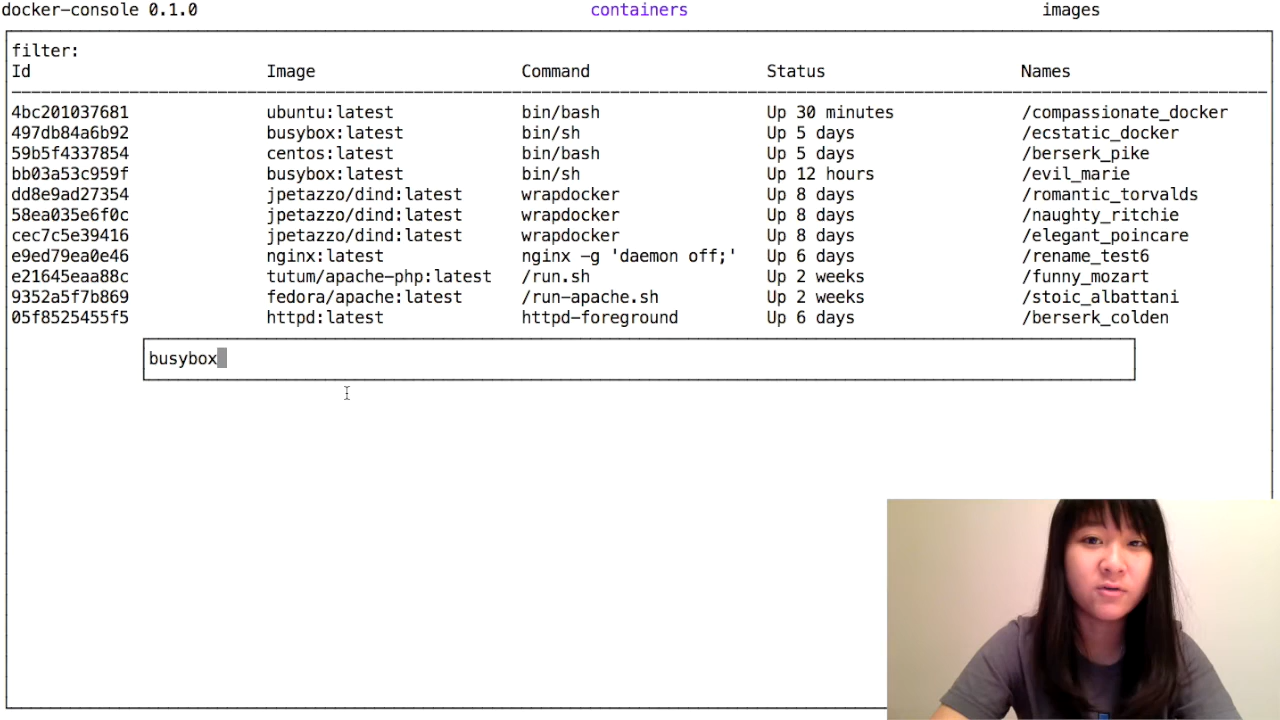 docker-console 0.1.0 containers images
filter:
Id Image Command Status Names
4bc201037681 ubuntu:latest bin/bash Up 30 minutes /compassionate_docker
497db84a6b92 busybox:latest bin/sh Up 5 days /ecstatic_docker
59b5f4337854 centos:latest bin/bash Up 5 days /berserk_pike
bb03a53c959f busybox:latest bin/sh Up 12 hours /evil_marie
dd8e9ad27354 jpetazzo/dind:latest wrapdocker Up 8 days /romantic_torvalds
58ea035e6f0c jpetazzo/dind:latest wrapdocker Up 8 days /naughty_ritchie
cec7c5e39416 jpetazzo/dind:latest wrapdocker Up 8 days /elegant_poincare
e9ed79ea0e46 nginx:latest nginx -g 'daemon off;' Up 6 days /rename_test6
e21645eaa88c tutum/apache-php:latest /run.sh Up 2 weeks /funny_mozart
9352a5f7b869 fedora/apache:latest /run-apache.sh Up 2 weeks /stoic_albattani
05f8525455f5 httpd:latest httpd-foreground Up 6 days /berserk_colden
busybox